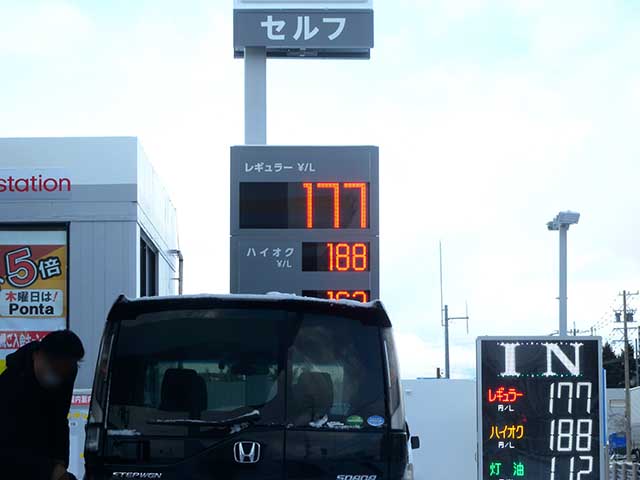 セルフ
レギュラー ¥/L
177
ハイオク
¥/L
188
station
5倍
木曜日は!
Ponta
IN
レギュラー
円/L
177
ハイオク
円/L
188
灯油
112
STEPWGN
SPADA